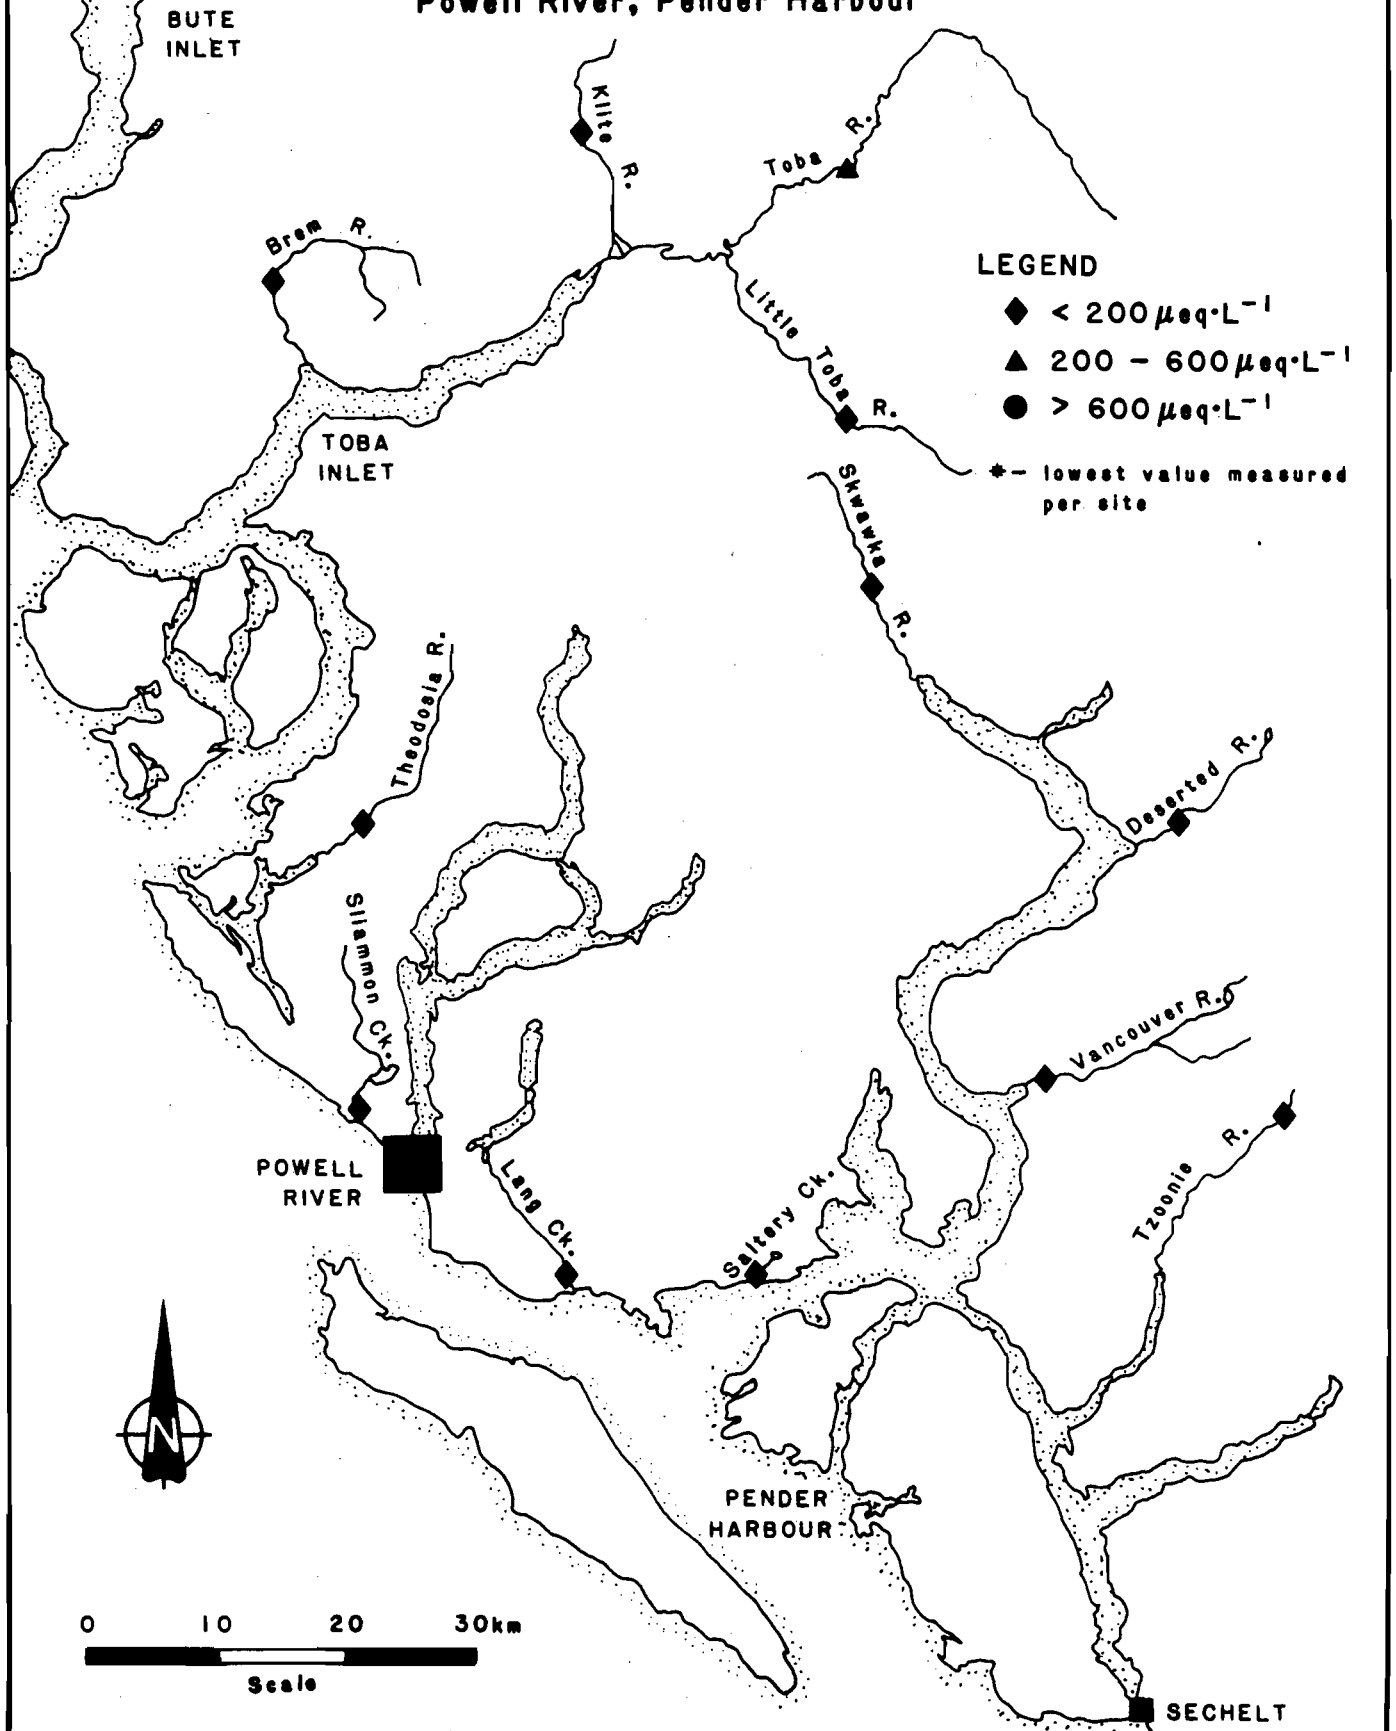 Powell River, Pender Harbour
BUTE
INLET
Klite R.
Toba R.
Brem R.
LEGEND
< 200 µeq·L⁻¹
200 - 600 µeq·L⁻¹
> 600 µeq·L⁻¹
* - lowest value measured
per site
Little Toba R.
TOBA
INLET
Skwawka R.
Theodosia R.
Deserted R.
Sliammon Ck.
Vancouver R.
Tzoonie R.
POWELL
RIVER
Lang Ck.
Saltery Ck.
N
PENDER
HARBOUR
0 10 20 30km
Scale
SECHELT